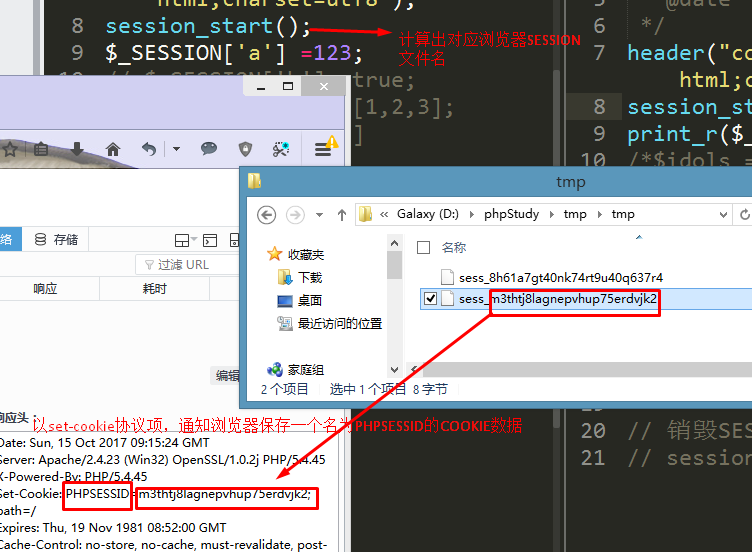 html;charset=utf8");
8 session_start();
计算出对应浏览器SESSION
文件名
9 $_SESSION['a'] =123;
true;
[1,2,3];
]
*/
7 header("co
html;c
8 session_st
9 print_r($_
10 /*$idols =
tmp
Galaxy (D:) phpStudy tmp tmp
络 存储
过滤 URL
响应 耗时
收藏夹
下载
桌面
最近访问的位置
家庭组
名称
sess_8h61a7gt40nk74rt9u40q637r4
sess_m3thtj8lagnepvhup75erdvjk2
2 个项目 选中 1 个项目 8 字节
编辑
应头:
以set-cookie协议项，通知浏览器保存一个名为PHPSESSID的COOKIE数据
Date: Sun, 15 Oct 2017 09:15:24 GMT
Server: Apache/2.4.23 (Win32) OpenSSL/1.0.2j PHP/5.4.45
X-Powered-By: PHP/5.4.45
Set-Cookie: PHPSESSID=m3thtj8lagnepvhup75erdvjk2;
path=/
Expires: Thu, 19 Nov 1981 08:52:00 GMT
Cache-Control: no-store, no-cache, must-revalidate, post-
20 // 销毁SES
21 // session